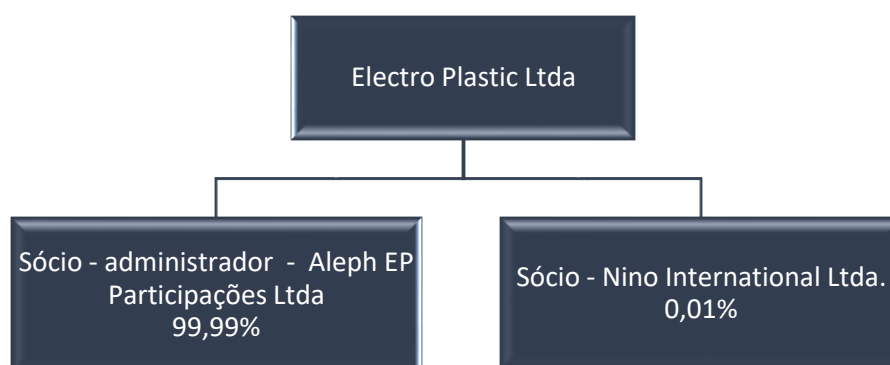 Electro Plastic Ltda
Sócio - administrador - Aleph EP
Participações Ltda
99,99%
Sócio - Nino International Ltda.
0,01%